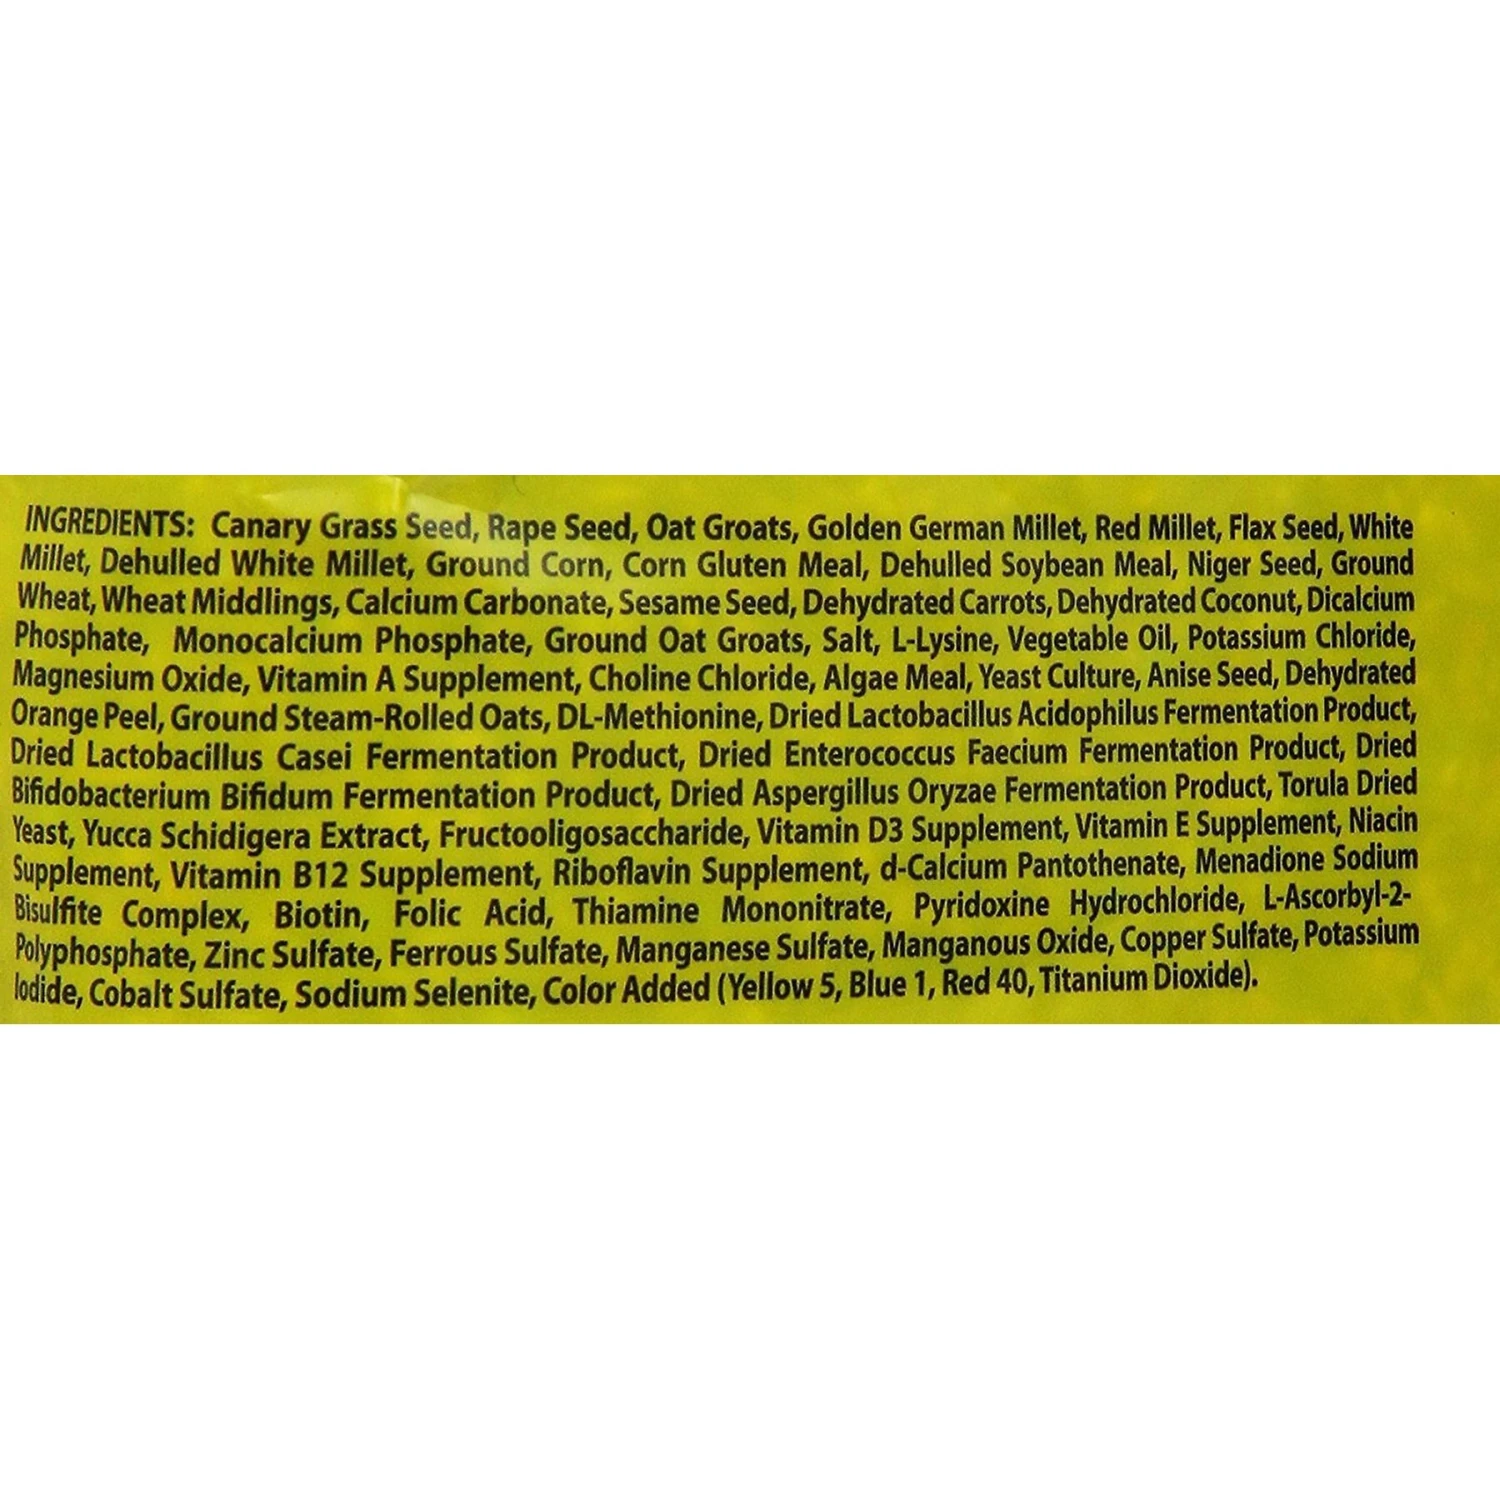 INGREDIENTS: Canary Grass Seed, Rape Seed, Oat Groats, Golden German Millet, Red Millet, Flax Seed, White
Millet, Dehulled White Millet, Ground Corn, Corn Gluten Meal, Dehulled Soybean Meal, Niger Seed, Ground
Wheat, Wheat Middlings, Calcium Carbonate, Sesame Seed, Dehydrated Carrots, Dehydrated Coconut, Dicalcium
Phosphate, Monocalcium Phosphate, Ground Oat Groats, Salt, L-Lysine, Vegetable Oil, Potassium Chloride,
Magnesium Oxide, Vitamin A Supplement, Choline Chloride, Algae Meal, Yeast Culture, Anise Seed, Dehydrated
Orange Peel, Ground Steam-Rolled Oats, DL-Methionine, Dried Lactobacillus Acidophilus Fermentation Product,
Dried Lactobacillus Casei Fermentation Product, Dried Enterococcus Faecium Fermentation Product, Dried
Bifidobacterium Bifidum Fermentation Product, Dried Aspergillus Oryzae Fermentation Product, Torula Dried
Yeast, Yucca Schidigera Extract, Fructooligosaccharide, Vitamin D3 Supplement, Vitamin E Supplement, Niacin
Supplement, Vitamin B12 Supplement, Riboflavin Supplement, d-Calcium Pantothenate, Menadione Sodium
Bisulfite Complex, Biotin, Folic Acid, Thiamine Mononitrate, Pyridoxine Hydrochloride, L-Ascorbyl-2-
Polyphosphate, Zinc Sulfate, Ferrous Sulfate, Manganese Sulfate, Manganous Oxide, Copper Sulfate, Potassium
Iodide, Cobalt Sulfate, Sodium Selenite, Color Added (Yellow 5, Blue 1, Red 40, Titanium Dioxide).